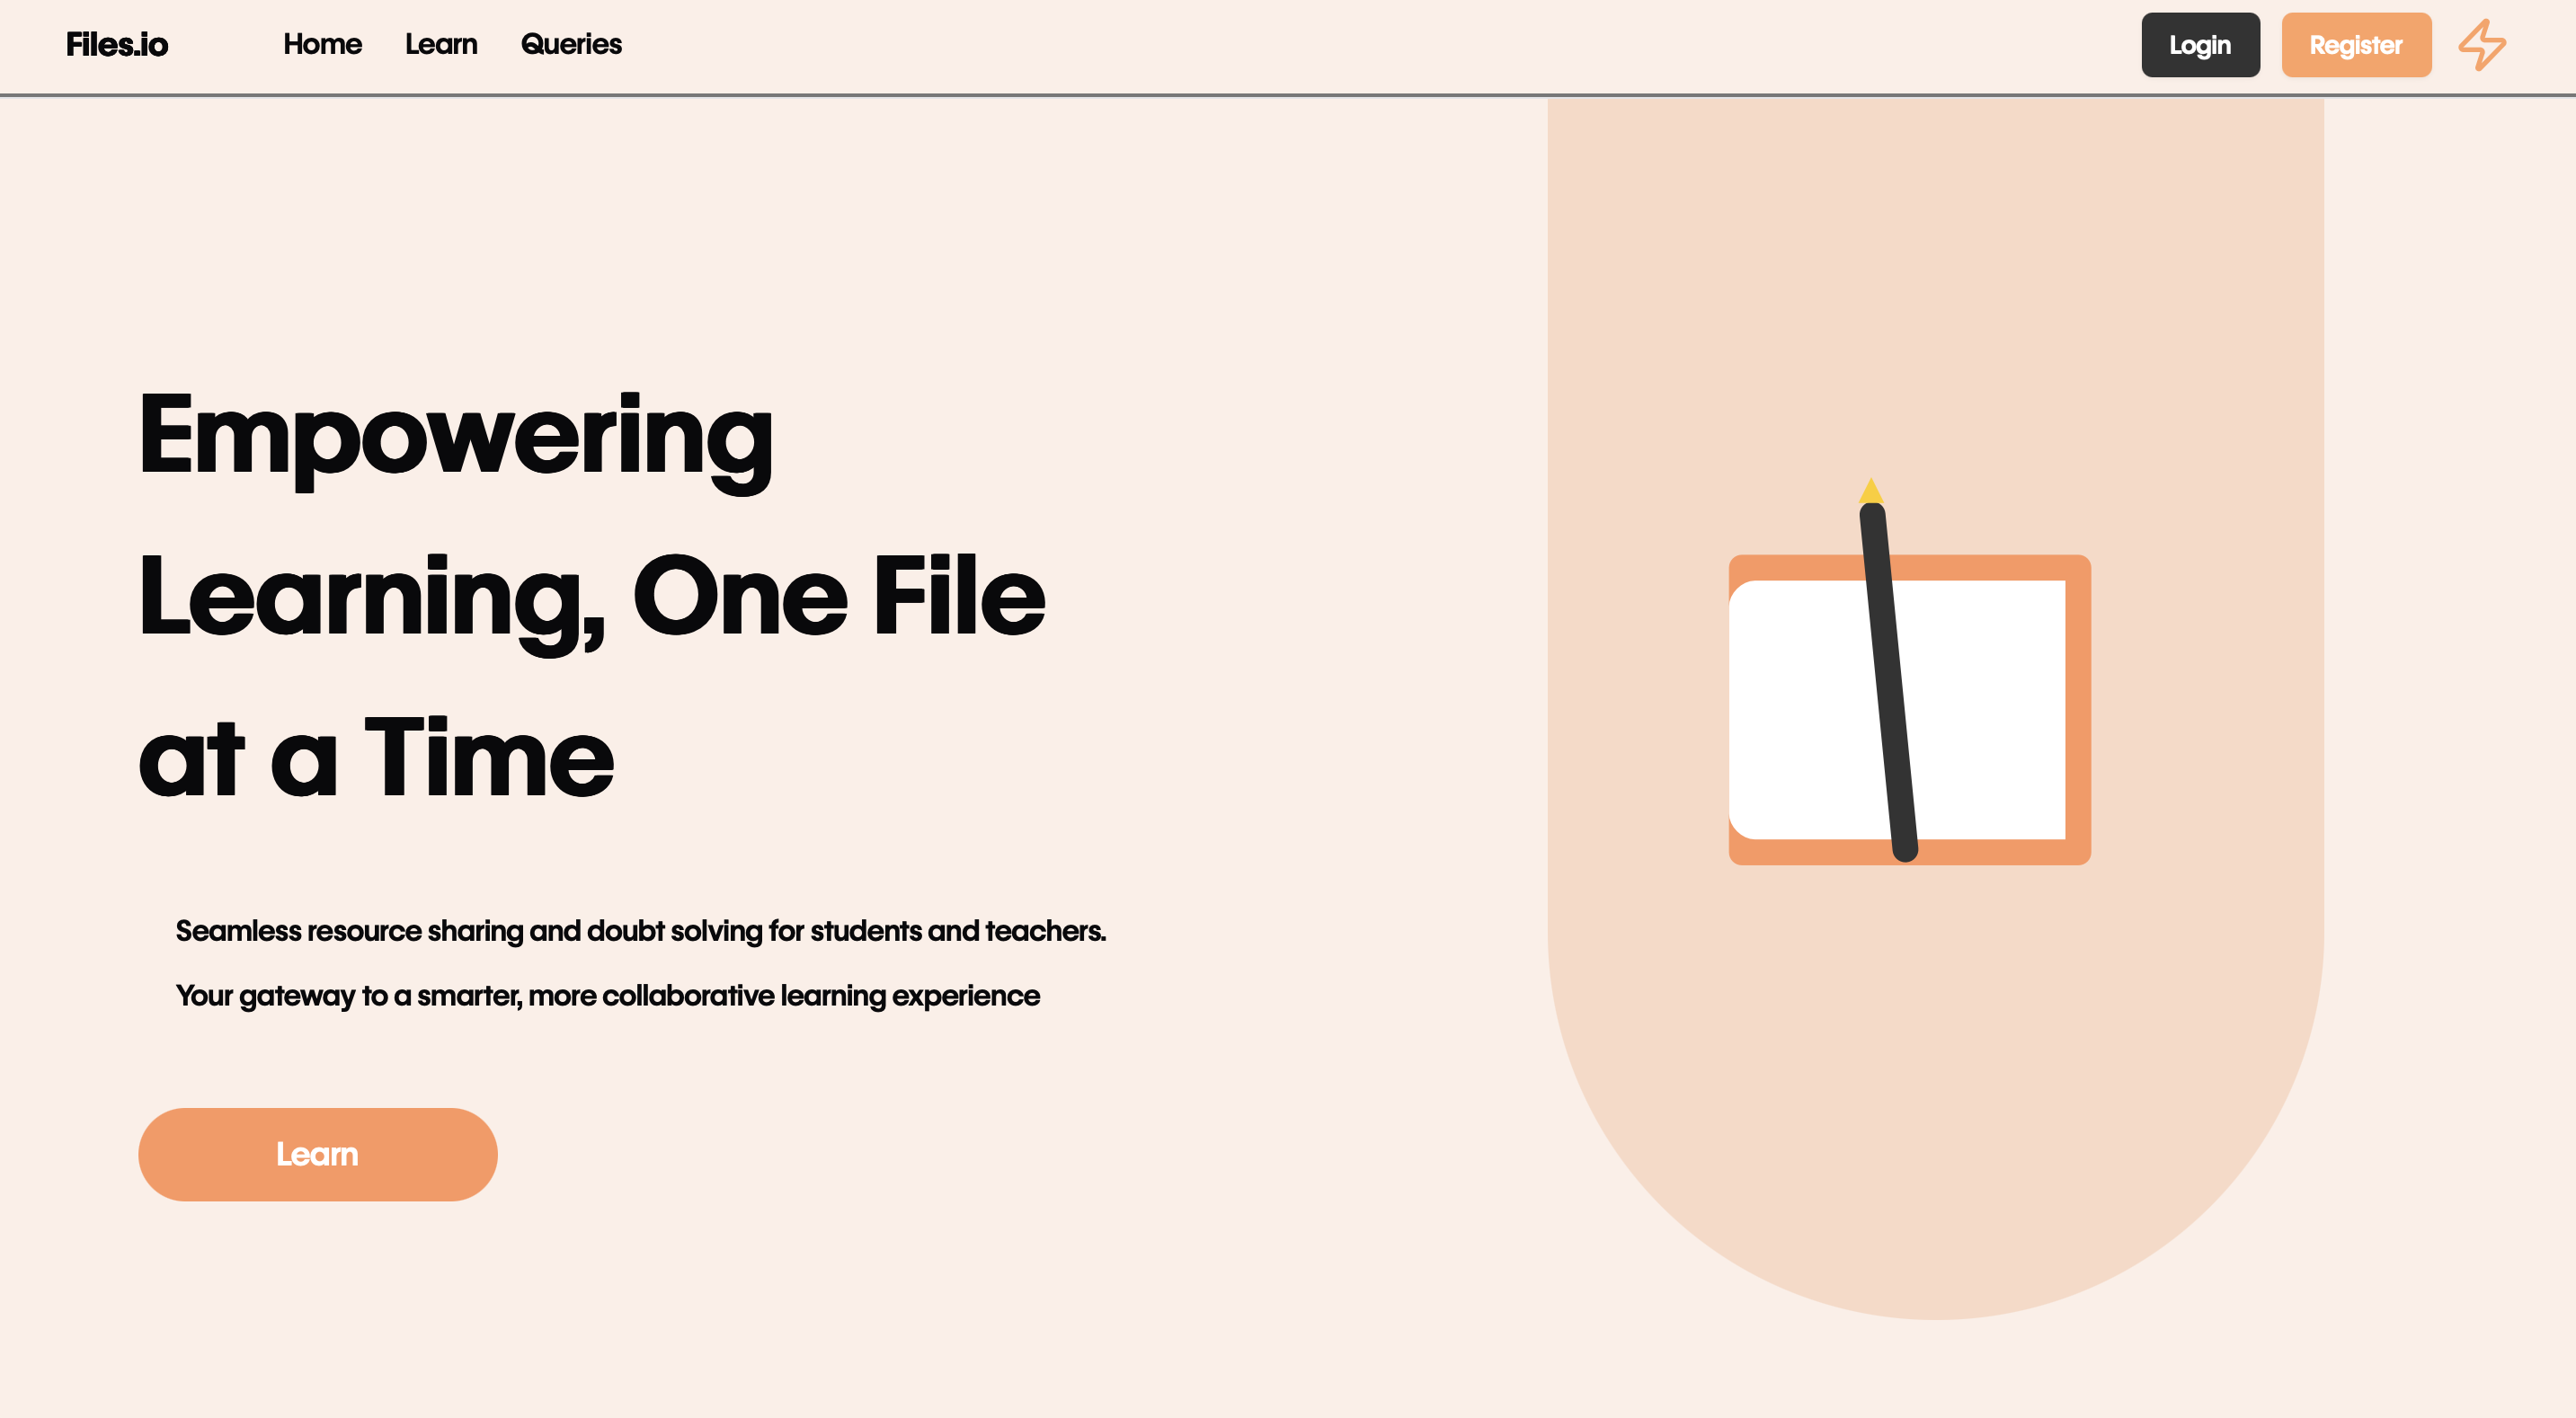 Files.io
Home Learn Queries
Login Register
Empowering
Learning, One File
at a Time
Seamless resource sharing and doubt solving for students and teachers.
Your gateway to a smarter, more collaborative learning experience
Learn